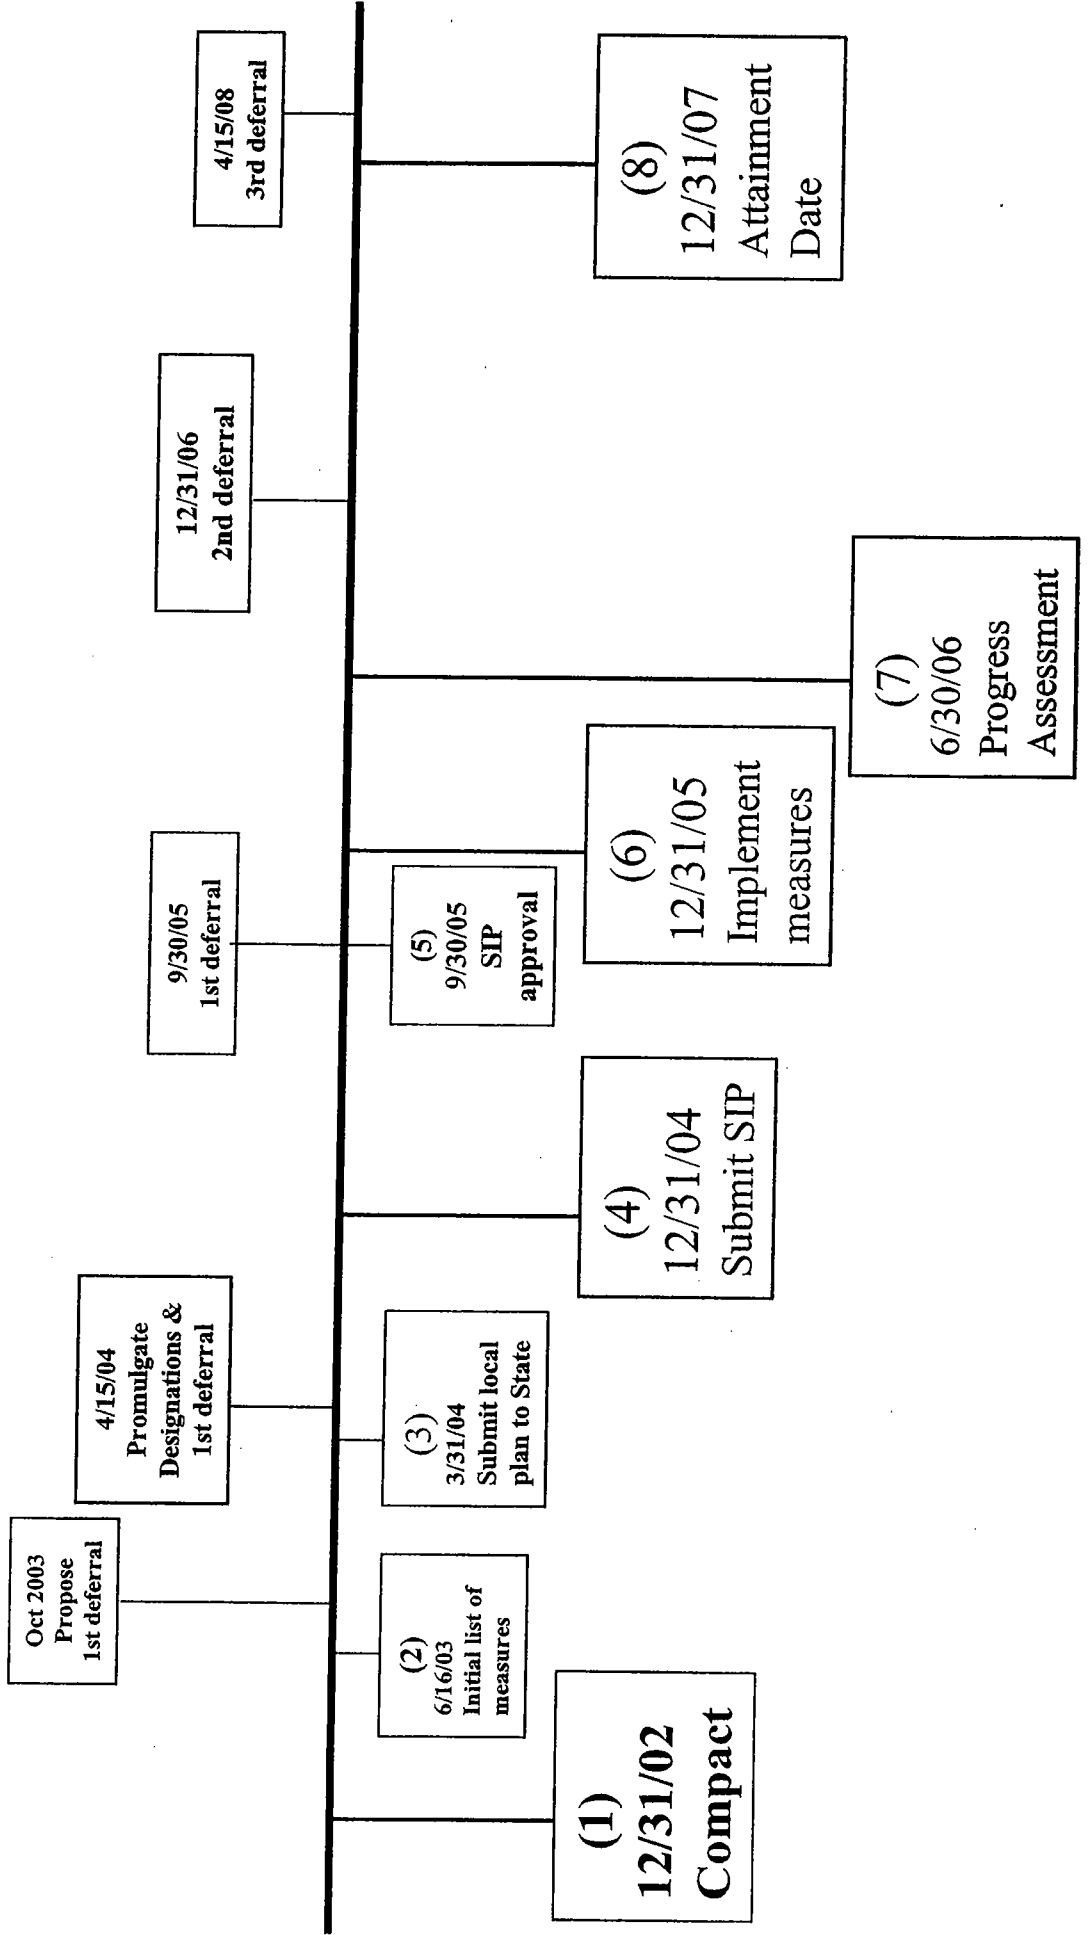 Oct 2003
Propose
1st deferral
4/15/04
Promulgate
Designations &
1st deferral
9/30/05
1st deferral
12/31/06
2nd deferral
4/15/08
3rd deferral
(1)
12/31/02
Compact
(2)
6/16/03
Initial list of
measures
(3)
3/31/04
Submit local
plan to State
(4)
12/31/04
Submit SIP
(5)
9/30/05
SIP
approval
(6)
12/31/05
Implement
measures
(7)
6/30/06
Progress
Assessment
(8)
12/31/07
Attainment
Date